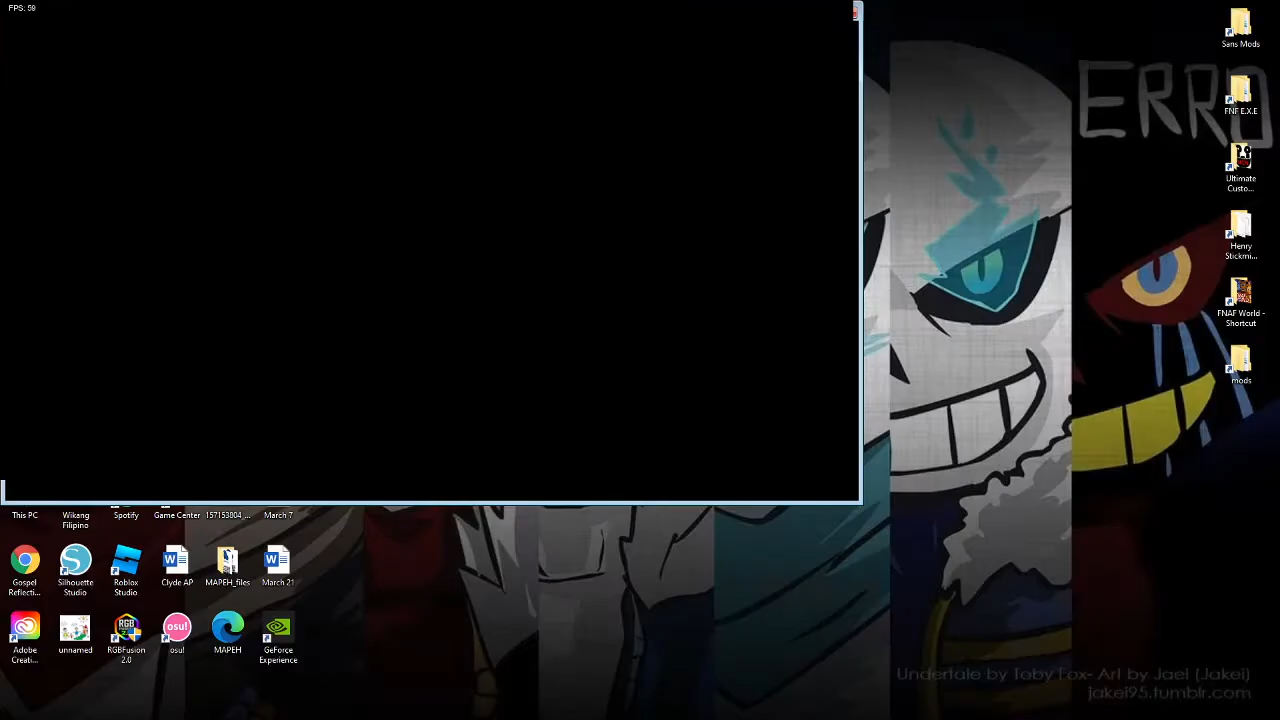 FPS: 59
Sans Mods
ERRO
FNF E.X.E
Ultimate
Custo...
Henry
Stickmi...
FNAF World -
Shortcut
mods
This PC
Wikang
Filipino
Spotify
Game Center
157153804_...
March 7
Gospel
Reflecti...
Silhouette
Studio
Roblox
Studio
Clyde AP
MAPEH_files
March 21
Adobe
Creati...
unnamed
RGBFusion
2.0
osu!
osu!
MAPEH
GeForce
Experience
Undertale by Toby Fox- Art by Jael (Jakei)
jakei95.tumblr.com